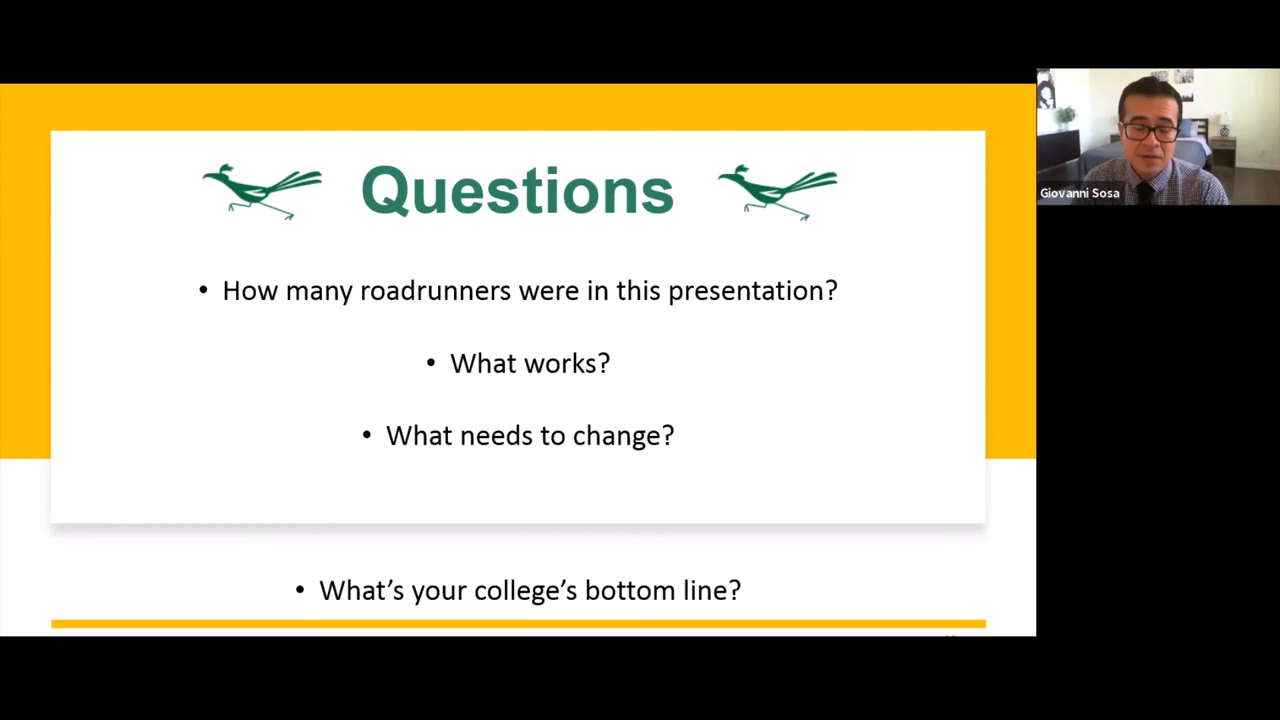 Questions
• How many roadrunners were in this presentation?
• What works?
• What needs to change?
• What's your college's bottom line?
Giovanni Sosa